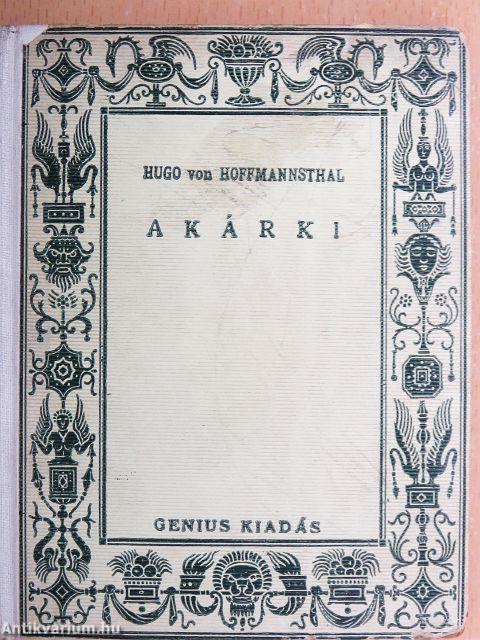 HUGO von HOFFMANNSTHAL
AKÁRKI
GENIUS KIADÁS
Antikvarium.hu